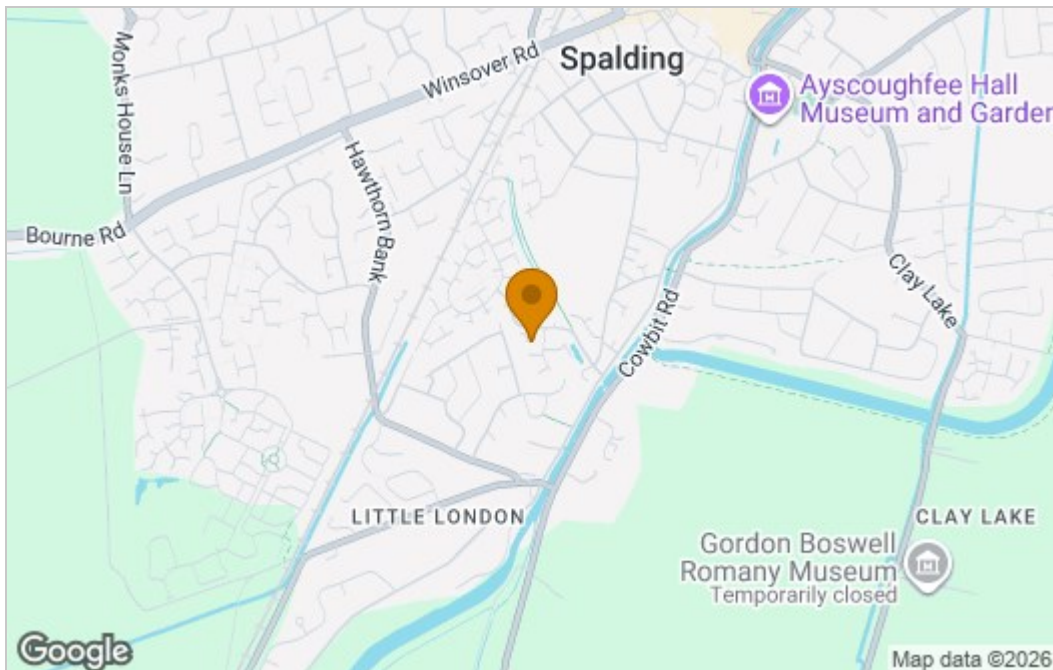 Spalding
Winsover Rd
Monks House Ln
Ayscoughfee Hall
Museum and Garden
Hawthorn Bank
Bourne Rd
Clay Lake
Cowbit Rd
LITTLE LONDON
CLAY LAKE
Gordon Boswell
Romany Museum
Temporarily closed
Google
Map data ©2026